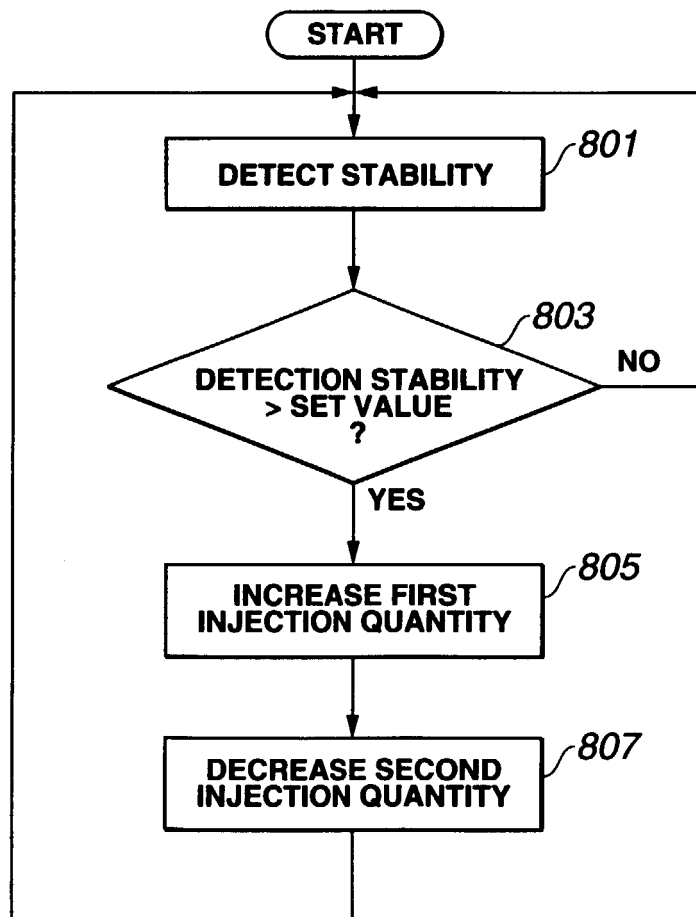 START
DETECT STABILITY
801
803
DETECTION STABILITY
> SET VALUE
?
NO
YES
805
INCREASE FIRST
INJECTION QUANTITY
807
DECREASE SECOND
INJECTION QUANTITY